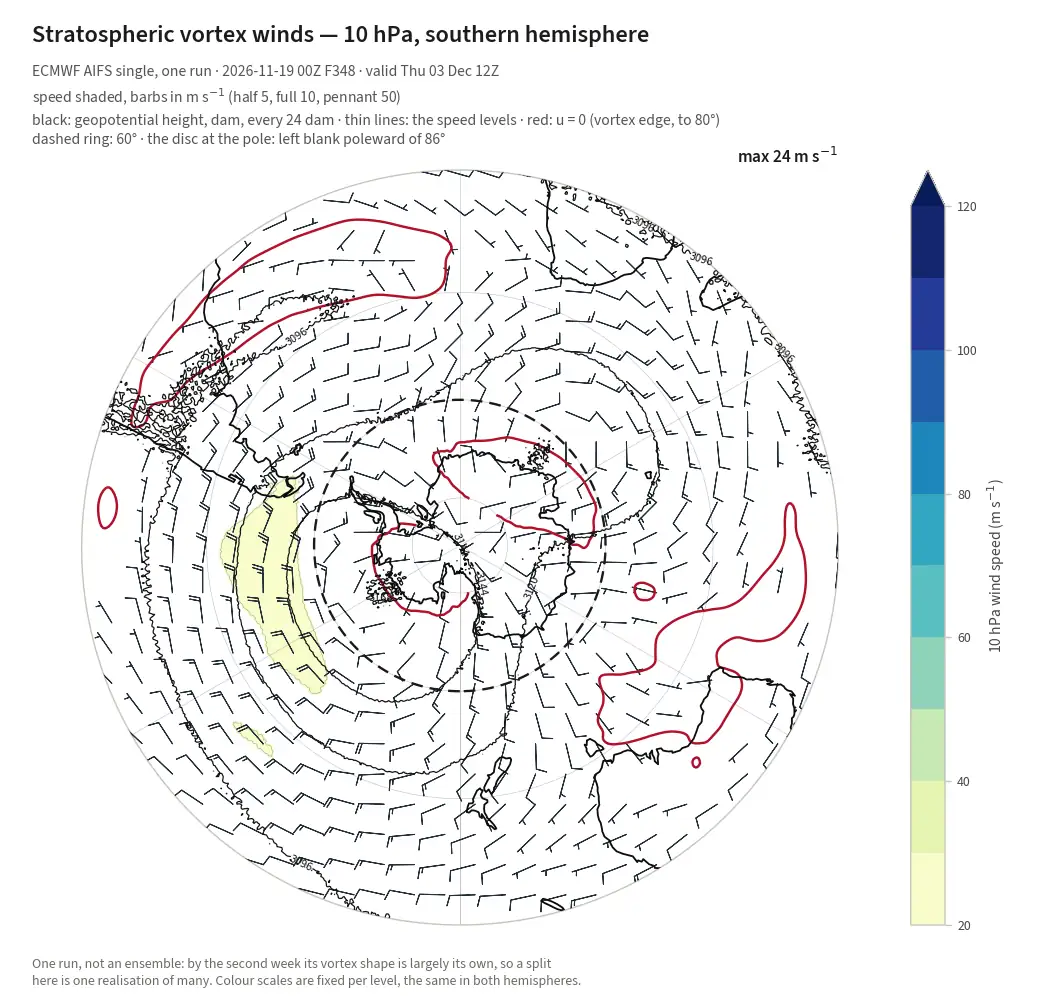 Stratospheric vortex winds — 10 hPa, southern hemisphere
ECMWF AIFS single, one run · 2026-11-19 00Z F348 · valid Thu 03 Dec 12Z
speed shaded, barbs in m s⁻¹ (half 5, full 10, pennant 50)
black: geopotential height, dam, every 24 dam · thin lines: the speed levels · red: u = 0 (vortex edge, to 80°)
dashed ring: 60° · the disc at the pole: left blank poleward of 86°
max 24 m s⁻¹
120
100
80
60
40
20
10 hPa wind speed (m s⁻¹)
3096
3096
3096
3096
3144
3120
3096
One run, not an ensemble: by the second week its vortex shape is largely its own, so a split
here is one realisation of many. Colour scales are fixed per level, the same in both hemispheres.